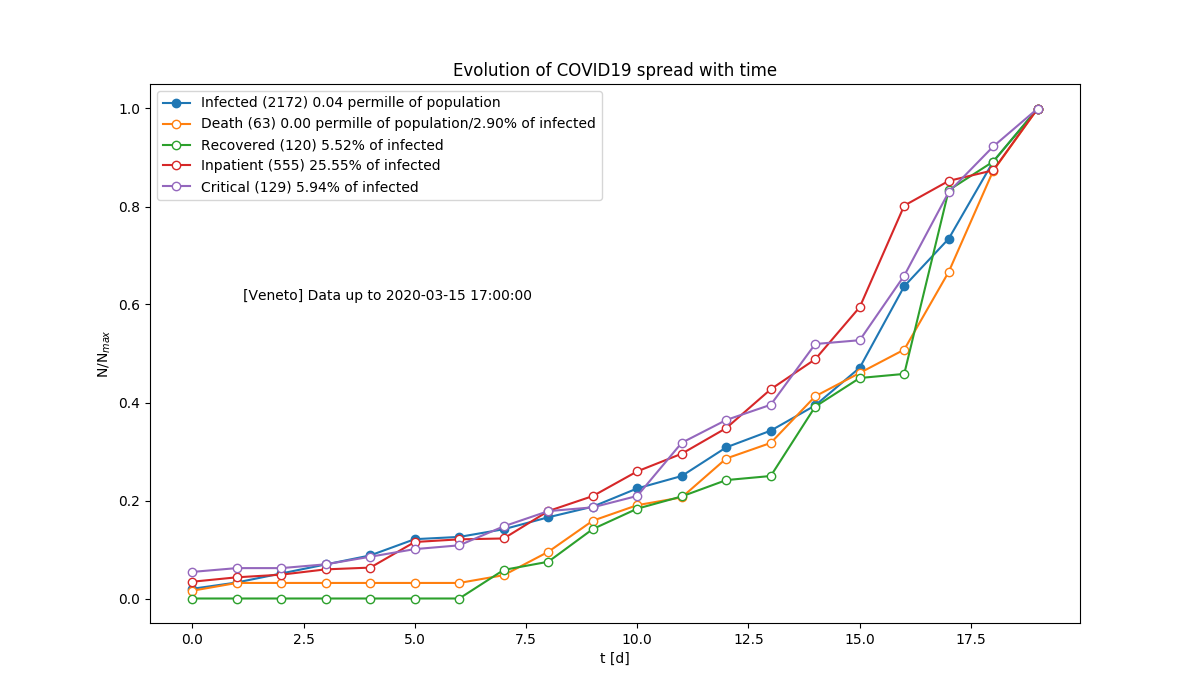 Evolution of COVID19 spread with time
Infected (2172) 0.04 permille of population
Death (63) 0.00 permille of population/2.90% of infected
Recovered (120) 5.52% of infected
Inpatient (555) 25.55% of infected
Critical (129) 5.94% of infected
[Veneto] Data up to 2020-03-15 17:00:00
N/N_max
1.0
0.8
0.6
0.4
0.2
0.0
0.0 2.5 5.0 7.5 10.0 12.5 15.0 17.5
t [d]